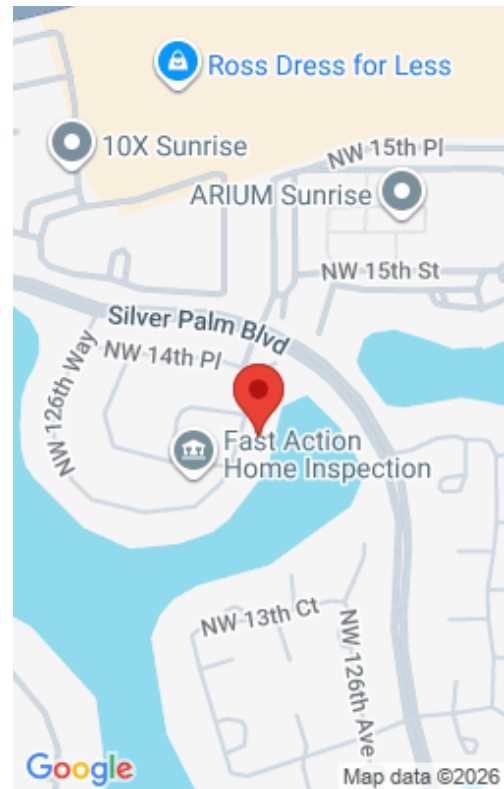 Ross Dress for Less
10X Sunrise
NW 15th Pl
ARIUM Sunrise
NW 15th St
Silver Palm Blvd
NW 14th Pl
NW 126th Way
Fast Action
Home Inspection
NW 13th Ct
NW 126th Ave
Google
Map data ©2026